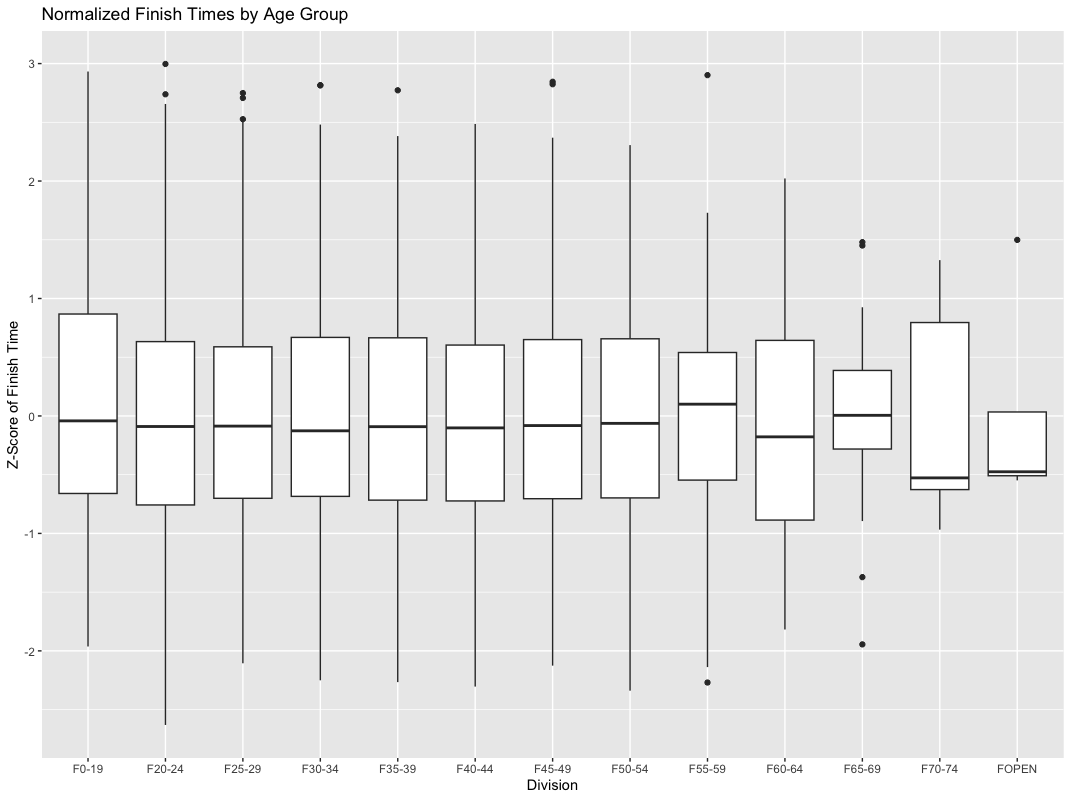 Normalized Finish Times by Age Group
Z-Score of Finish Time
3
2
1
0
-1
-2
F0-19 F20-24 F25-29 F30-34 F35-39 F40-44 F45-49 F50-54 F55-59 F60-64 F65-69 F70-74 FOPEN
Division